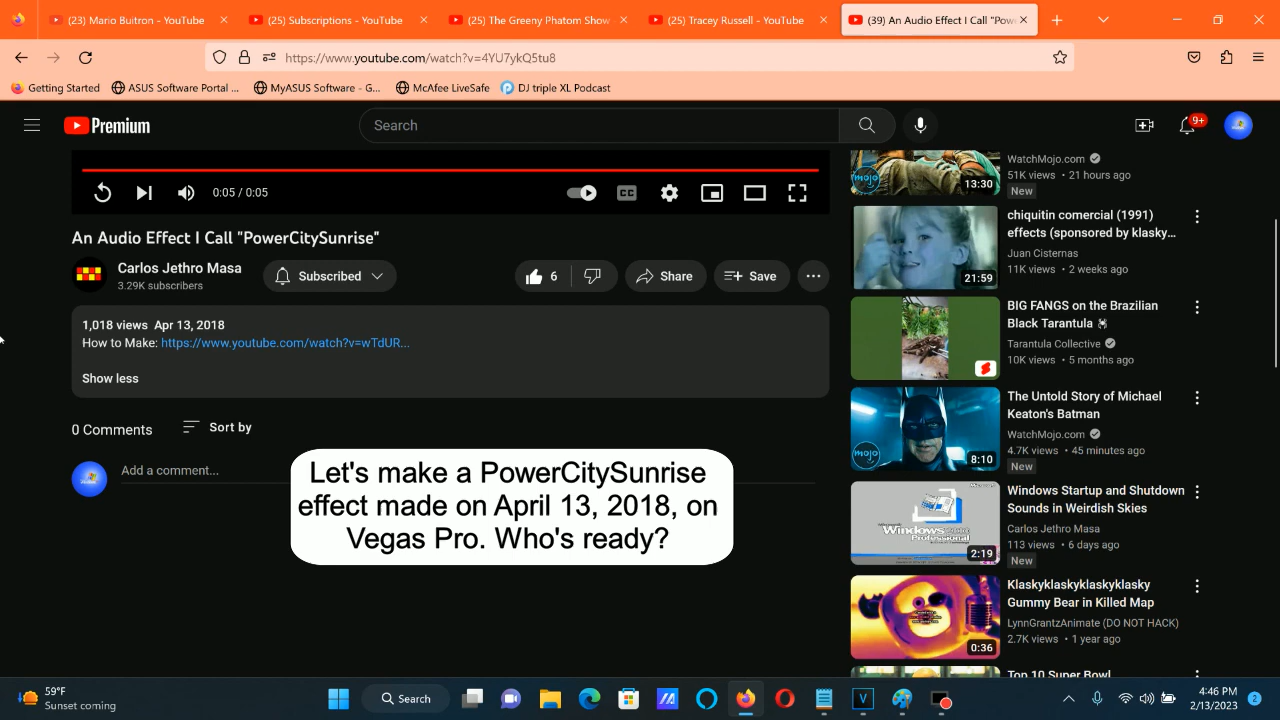 (23) Mario Buitron - YouTube
(25) Subscriptions - YouTube
(25) The Greeny Phatom Show
(25) Tracey Russell - YouTube
(39) An Audio Effect I Call "Powe
https://www.youtube.com/watch?v=4YU7ykQ5tu8
Getting Started
ASUS Software Portal ...
MyASUS Software - G...
McAfee LiveSafe
DJ triple XL Podcast
Premium
Search
9+
0:05 / 0:05
CC
An Audio Effect I Call "PowerCitySunrise"
Carlos Jethro Masa
3.29K subscribers
Subscribed
6
Share
Save
1,018 views Apr 13, 2018
How to Make: https://www.youtube.com/watch?v=wTdUR...
Show less
0 Comments
Sort by
Add a comment...
Let's make a PowerCitySunrise
effect made on April 13, 2018, on
Vegas Pro. Who's ready?
mojo
13:30
WatchMojo.com
51K views • 21 hours ago
New
21:59
chiquitin comercial (1991)
effects (sponsored by klasky...
Juan Cisternas
11K views • 2 weeks ago
BIG FANGS on the Brazilian
Black Tarantula
Tarantula Collective
10K views • 5 months ago
mojo
8:10
The Untold Story of Michael
Keaton's Batman
WatchMojo.com
4.7K views • 45 minutes ago
New
Microsoft
Windows
Professional
2:19
Windows Startup and Shutdown
Sounds in Weirdish Skies
Carlos Jethro Masa
113 views • 6 days ago
New
0:36
Klaskyklaskyklaskyklasky
Gummy Bear in Killed Map
LynnGrantzAnimate (DO NOT HACK)
2.7K views • 1 year ago
Top 10 Super Bowl
59°F
Sunset coming
Search
4:46 PM
2/13/2023
2